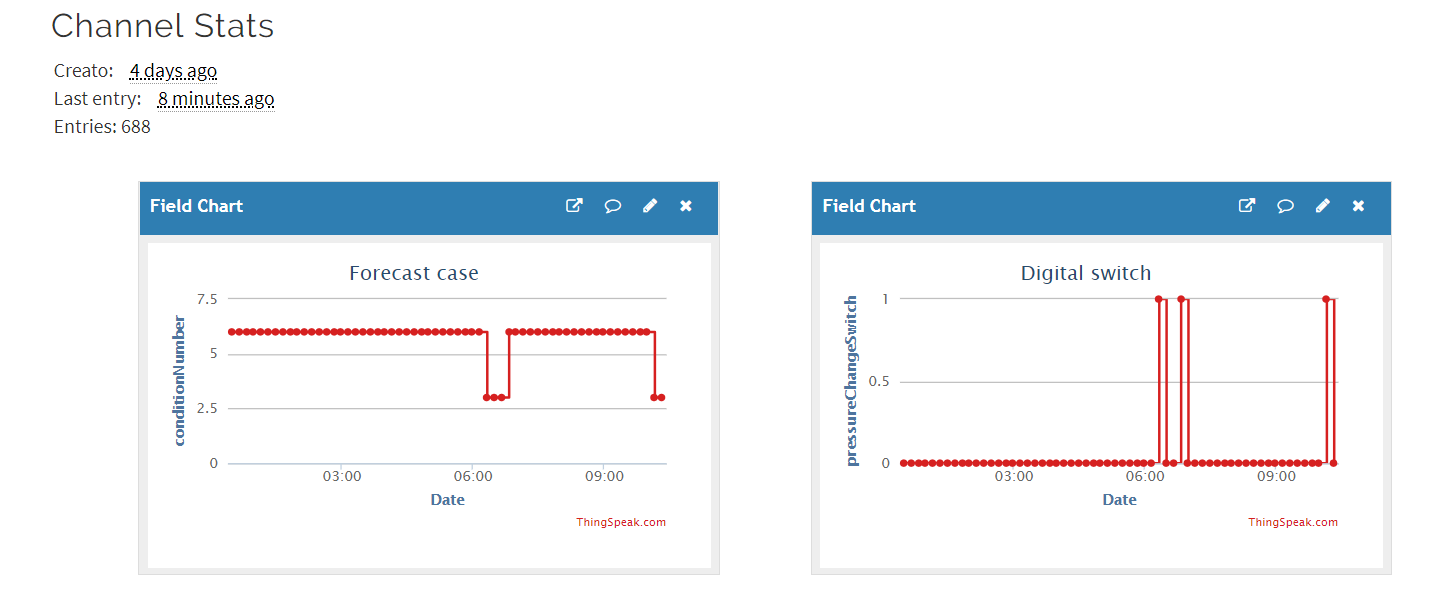 Channel Stats
Creato: 4 days ago
Last entry: 8 minutes ago
Entries: 688
Field Chart
Forecast case
conditionNumber
7.5
5
2.5
0
03:00 06:00 09:00
Date
ThingSpeak.com
Field Chart
Digital switch
pressureChangeSwitch
1
0.5
0
03:00 06:00 09:00
Date
ThingSpeak.com